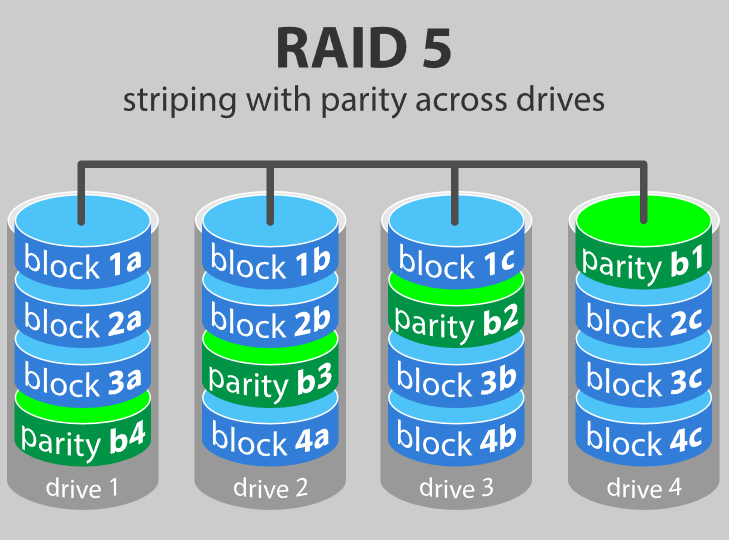 RAID 5
striping with parity across drives
block 1a
block 2a
block 3a
parity b4
drive 1
block 1b
block 2b
parity b3
block 4a
drive 2
block 1c
parity b2
block 3b
block 4b
drive 3
parity b1
block 2c
block 3c
block 4c
drive 4